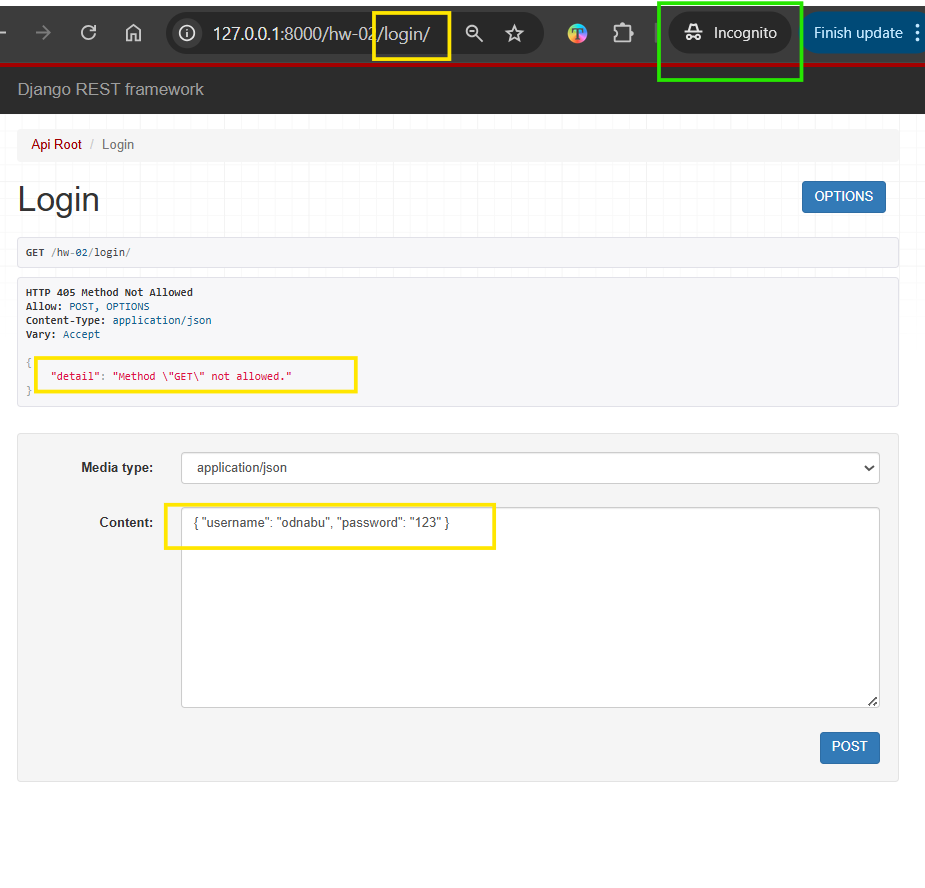 127.0.0.1:8000/hw-02/login/
Incognito
Finish update
Django REST framework
Api Root / Login
Login
OPTIONS
GET /hw-02/login/
HTTP 405 Method Not Allowed
Allow: POST, OPTIONS
Content-Type: application/json
Vary: Accept
{
"detail": "Method \"GET\" not allowed."
}
Media type:
application/json
Content:
{ "username": "odnabu", "password": "123" }
POST